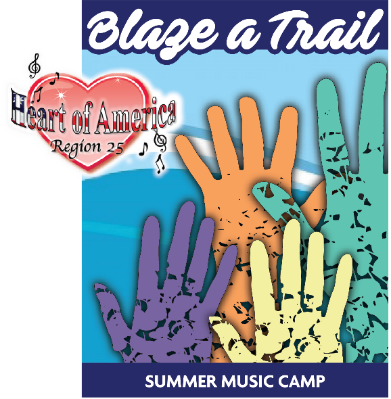 Blaze a Trail
Heart of America
Region 25
SUMMER MUSIC CAMP